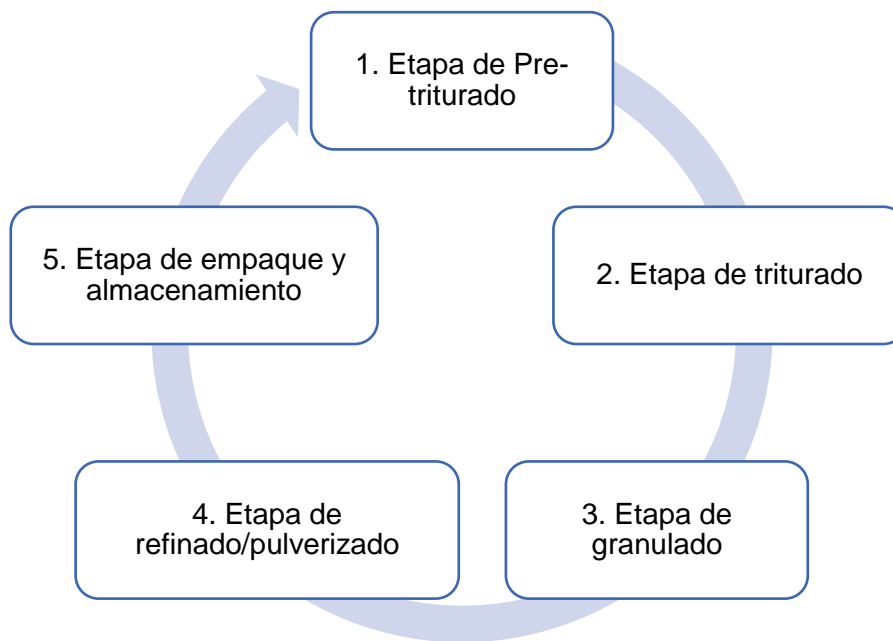 1. Etapa de Pre-
triturado
2. Etapa de triturado
3. Etapa de
granulado
4. Etapa de
refinado/pulverizado
5. Etapa de empaque y
almacenamiento